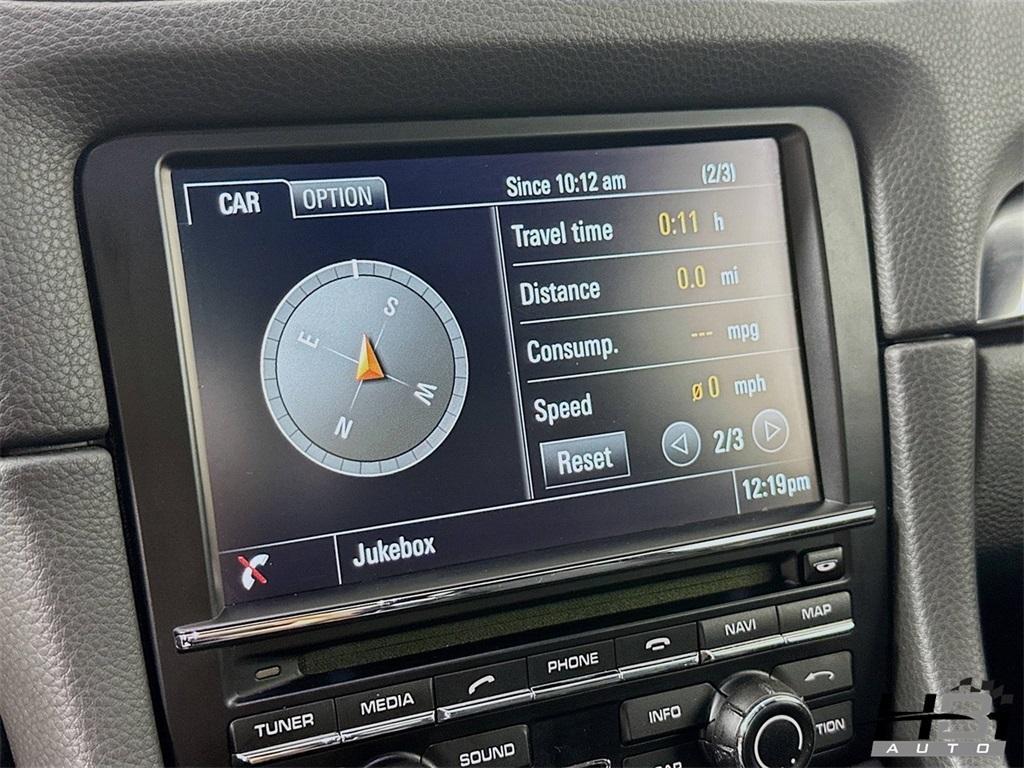 CAR OPTION Since 10:12 am (2/3)
Travel time 0:11 h
Distance 0.0 mi
Consump. --- mpg
Speed ø 0 mph
Reset 2/3
S
E
W
N
12:19pm
Jukebox
TUNER MEDIA PHONE NAVI MAP
SOUND INFO
HB
AUTO